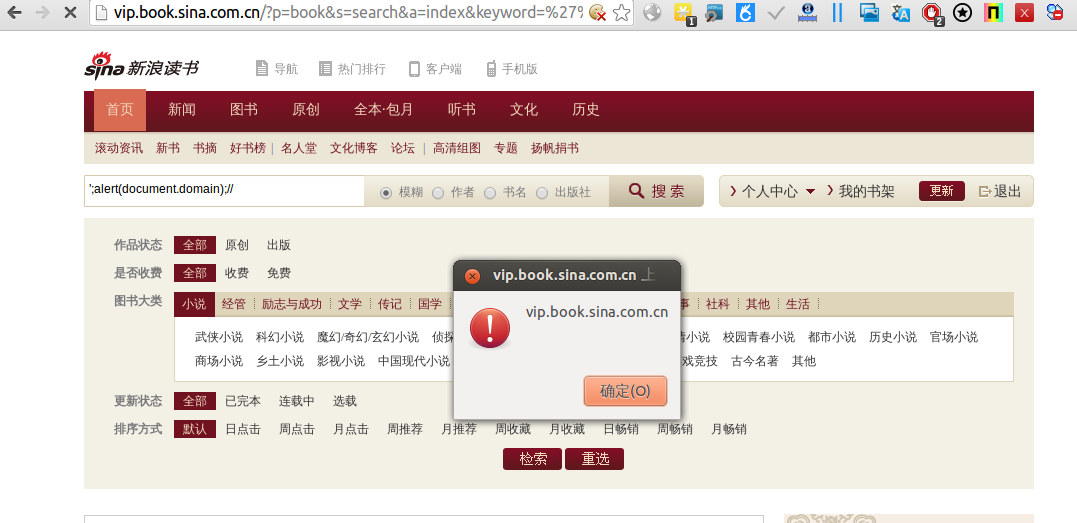 vip.book.sina.com.cn/?p=book&s=search&a=index&keyword=%27%
1
2
sina 新浪读书
导航 热门排行 客户端 手机版
首页 新闻 图书 原创 全本·包月 听书 文化 历史
滚动资讯 新书 书摘 好书榜 | 名人堂 文化博客 论坛 | 高清组图 专题 扬帆捐书
';alert(document.domain);// 模糊 作者 书名 出版社 搜索 个人中心 我的书架 更新 退出
作品状态 全部 原创 出版
是否收费 全部 收费 免费
vip.book.sina.com.cn 上
图书大类 小说 经管 励志与成功 文学 传记 国学 社科 其他 生活
vip.book.sina.com.cn
武侠小说 科幻小说 魔幻/奇幻/玄幻小说 小说 校园青春小说 都市小说 历史小说 官场小说
商场小说 乡土小说 影视小说 中国现代小说 竞技 古今名著 其他
确定(O)
更新状态 全部 已完本 连载中 选载
排序方式 默认 日点击 周点击 月点击 周推荐 月推荐 周收藏 月收藏 日畅销 周畅销 月畅销
检索 重选